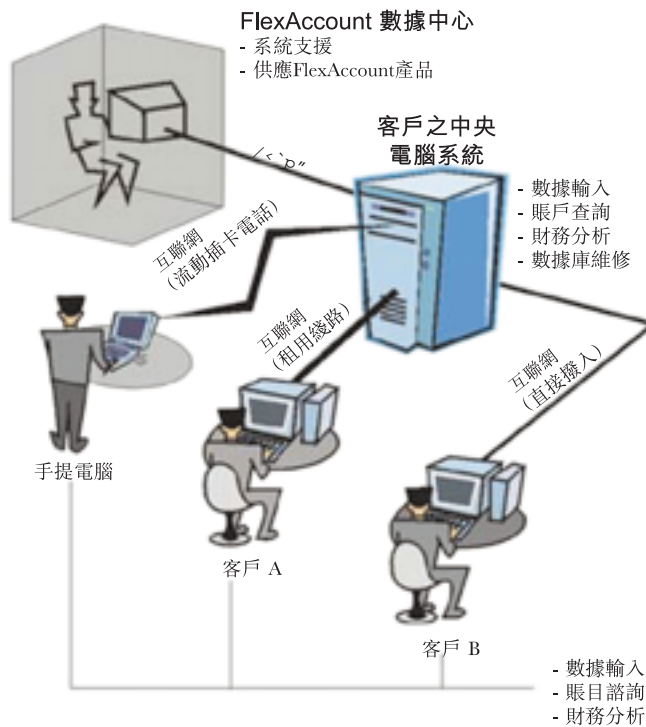 FlexAccount 數據中心
- 系統支援
- 供應FlexAccount產品
客戶之中央
電腦系統
- 數據輸入
- 賬戶查詢
- 財務分析
- 數據庫維修
互聯網
(流動插卡電話)
互聯網
(租用綫路)
互聯網
(直接撥入)
手提電腦
客戶 A
客戶 B
- 數據輸入
- 賬目諮詢
- 財務分析